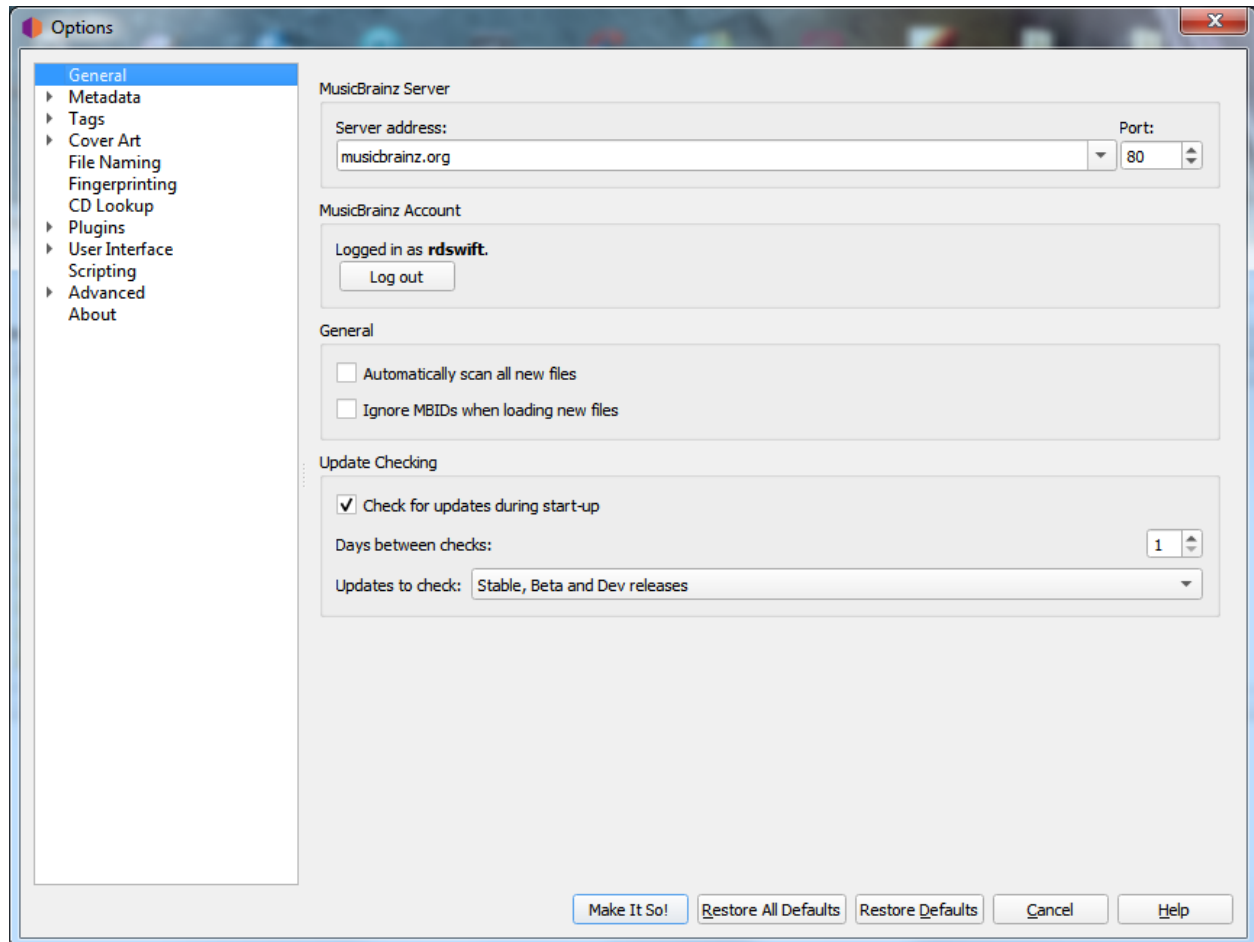 Options
General
Metadata
Tags
Cover Art
File Naming
Fingerprinting
CD Lookup
Plugins
User Interface
Scripting
Advanced
About
MusicBrainz Server
Server address: Port:
musicbrainz.org 80
MusicBrainz Account
Logged in as rdswift.
Log out
General
Automatically scan all new files
Ignore MBIDs when loading new files
Update Checking
Check for updates during start-up
Days between checks: 1
Updates to check: Stable, Beta and Dev releases
Make It So! Restore All Defaults Restore Defaults Cancel Help